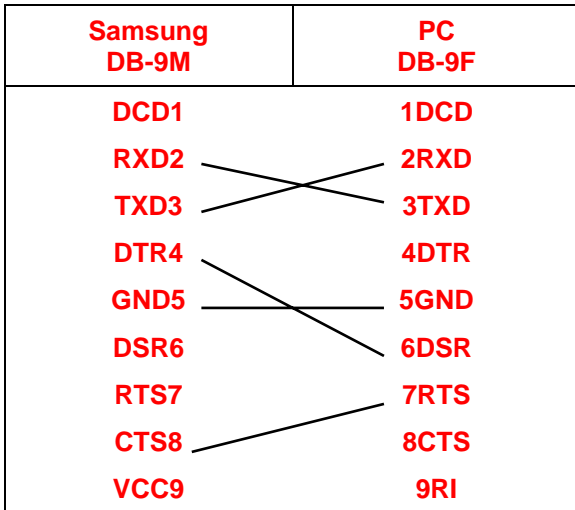 Samsung PC
DB-9M DB-9F
DCD1 1DCD
RXD2 2RXD
TXD3 3TXD
DTR4 4DTR
GND5 5GND
DSR6 6DSR
RTS7 7RTS
CTS8 8CTS
VCC9 9RI